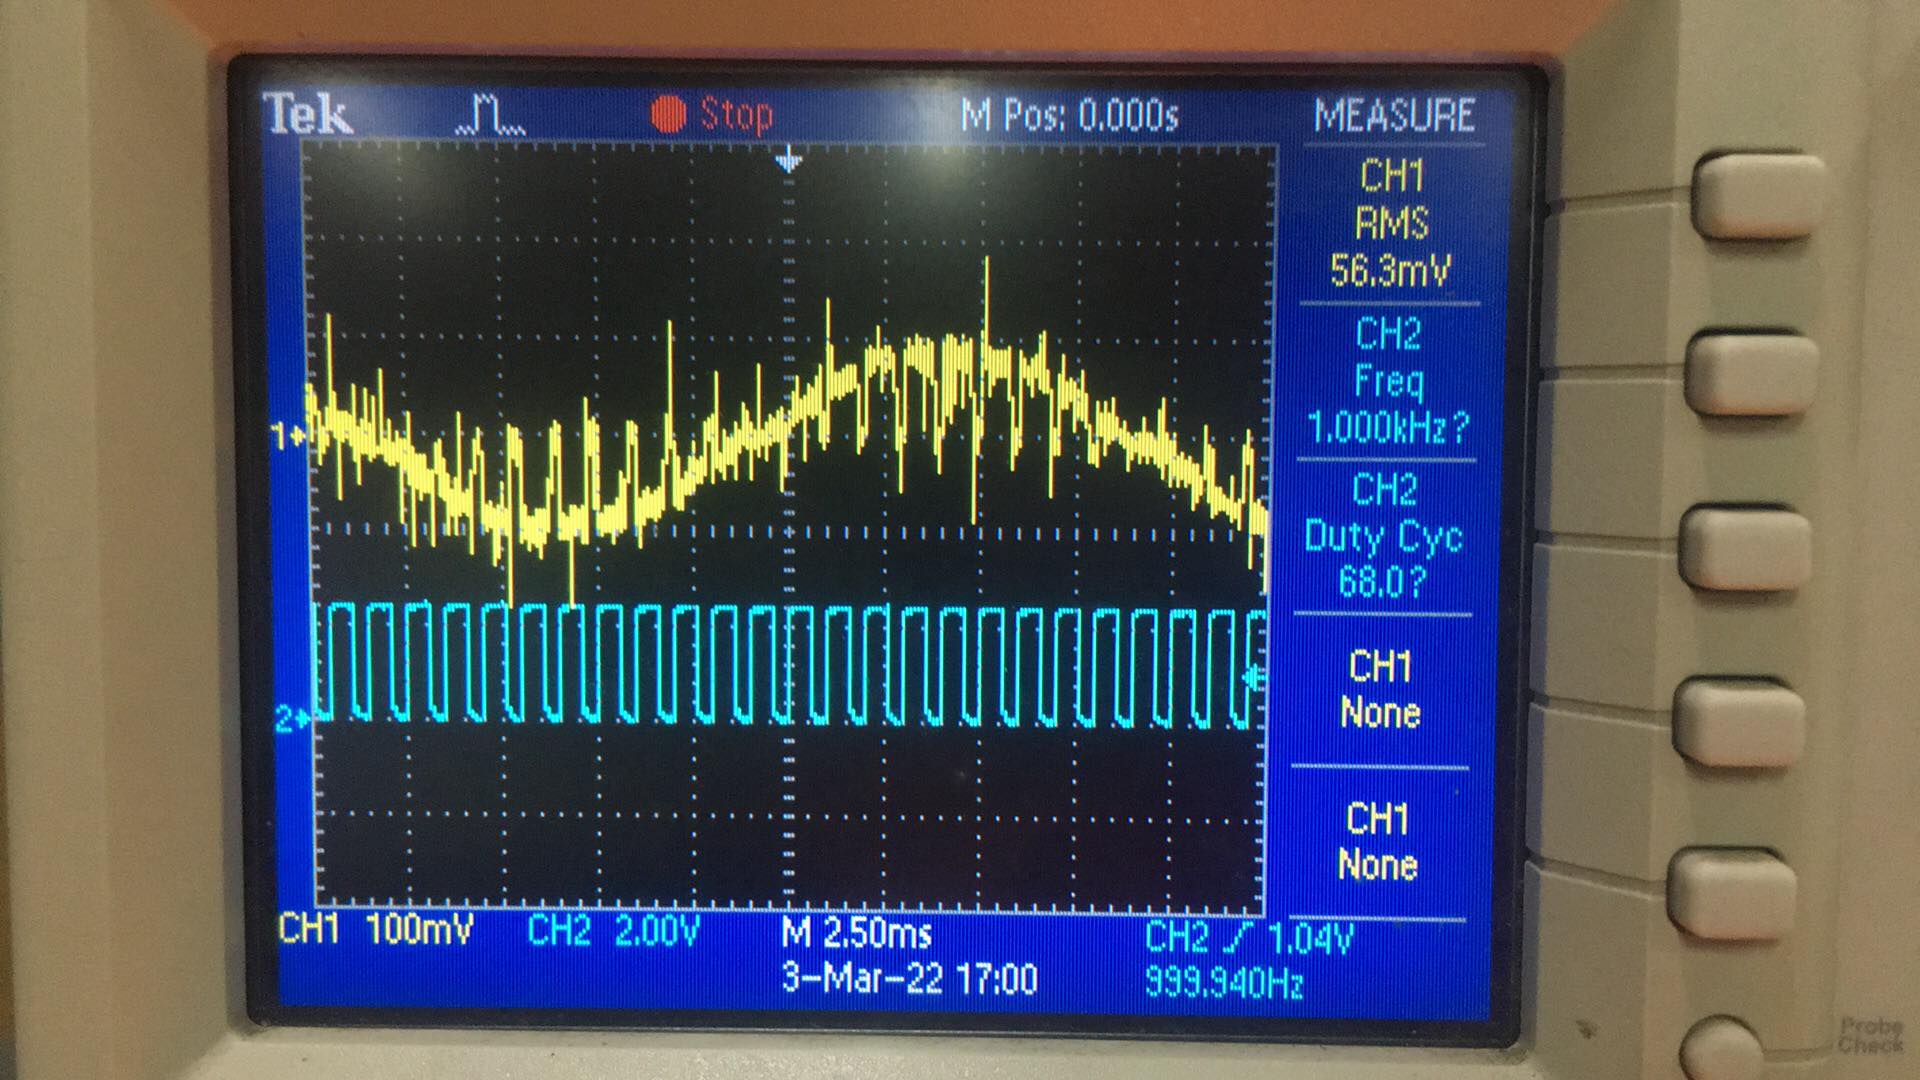 Tek Stop M Pos: 0.000s MEASURE
CH1
RMS
56.3mV
CH2
Freq
1.000kHz?
CH2
Duty Cyc
68.0?
CH1
None
CH1
None
1
2
CH1 100mV CH2 2.00V M 2.50ms CH2 1.04V
3-Mar-22 17:00 999.940Hz
Probe
Check